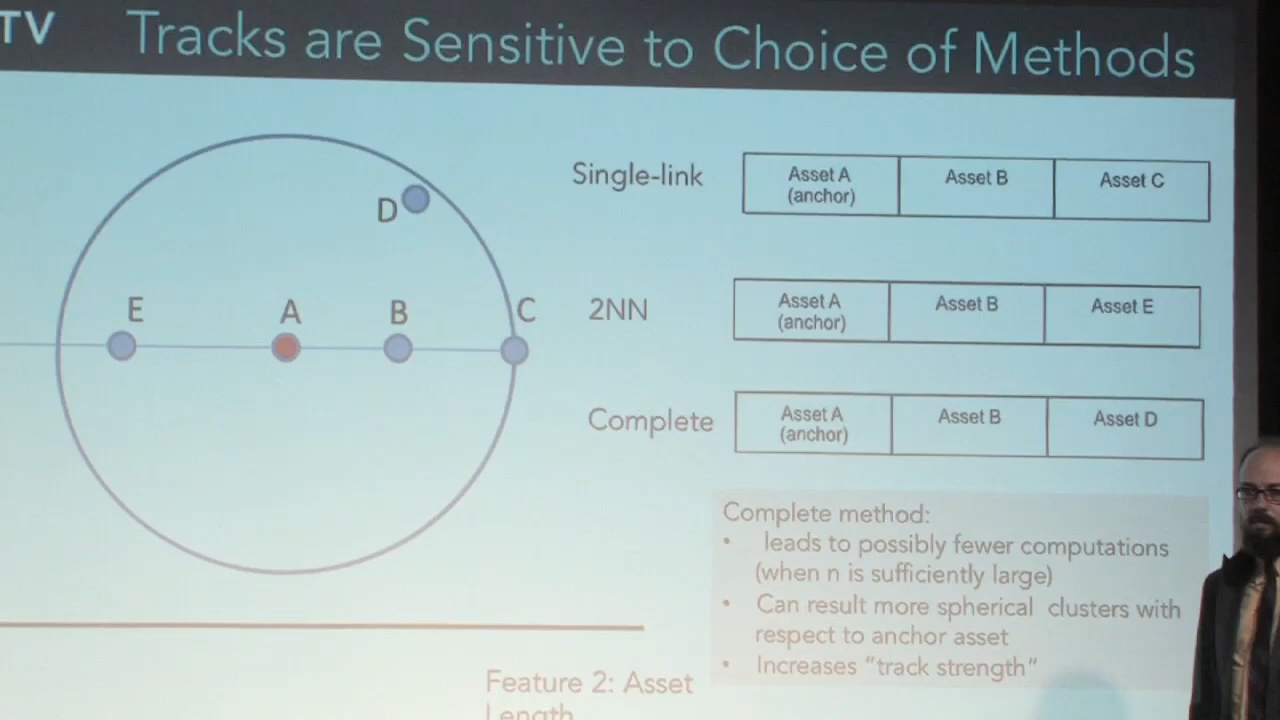 TV
Tracks are Sensitive to Choice of Methods
D
E
A
B
C
Single-link
Asset A
(anchor)
Asset B
Asset C
2NN
Asset A
(anchor)
Asset B
Asset E
Complete
Asset A
(anchor)
Asset B
Asset D
Complete method:
• leads to possibly fewer computations
(when n is sufficiently large)
• Can result more spherical clusters with
respect to anchor asset
• Increases “track strength”
Feature 2: Asset
Length